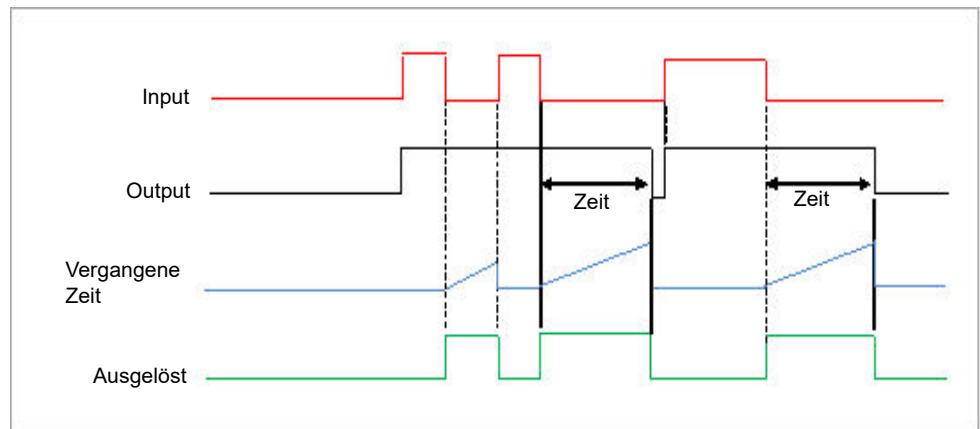 Input
Output
Zeit
Zeit
Vergangene
Zeit
Ausgelöst